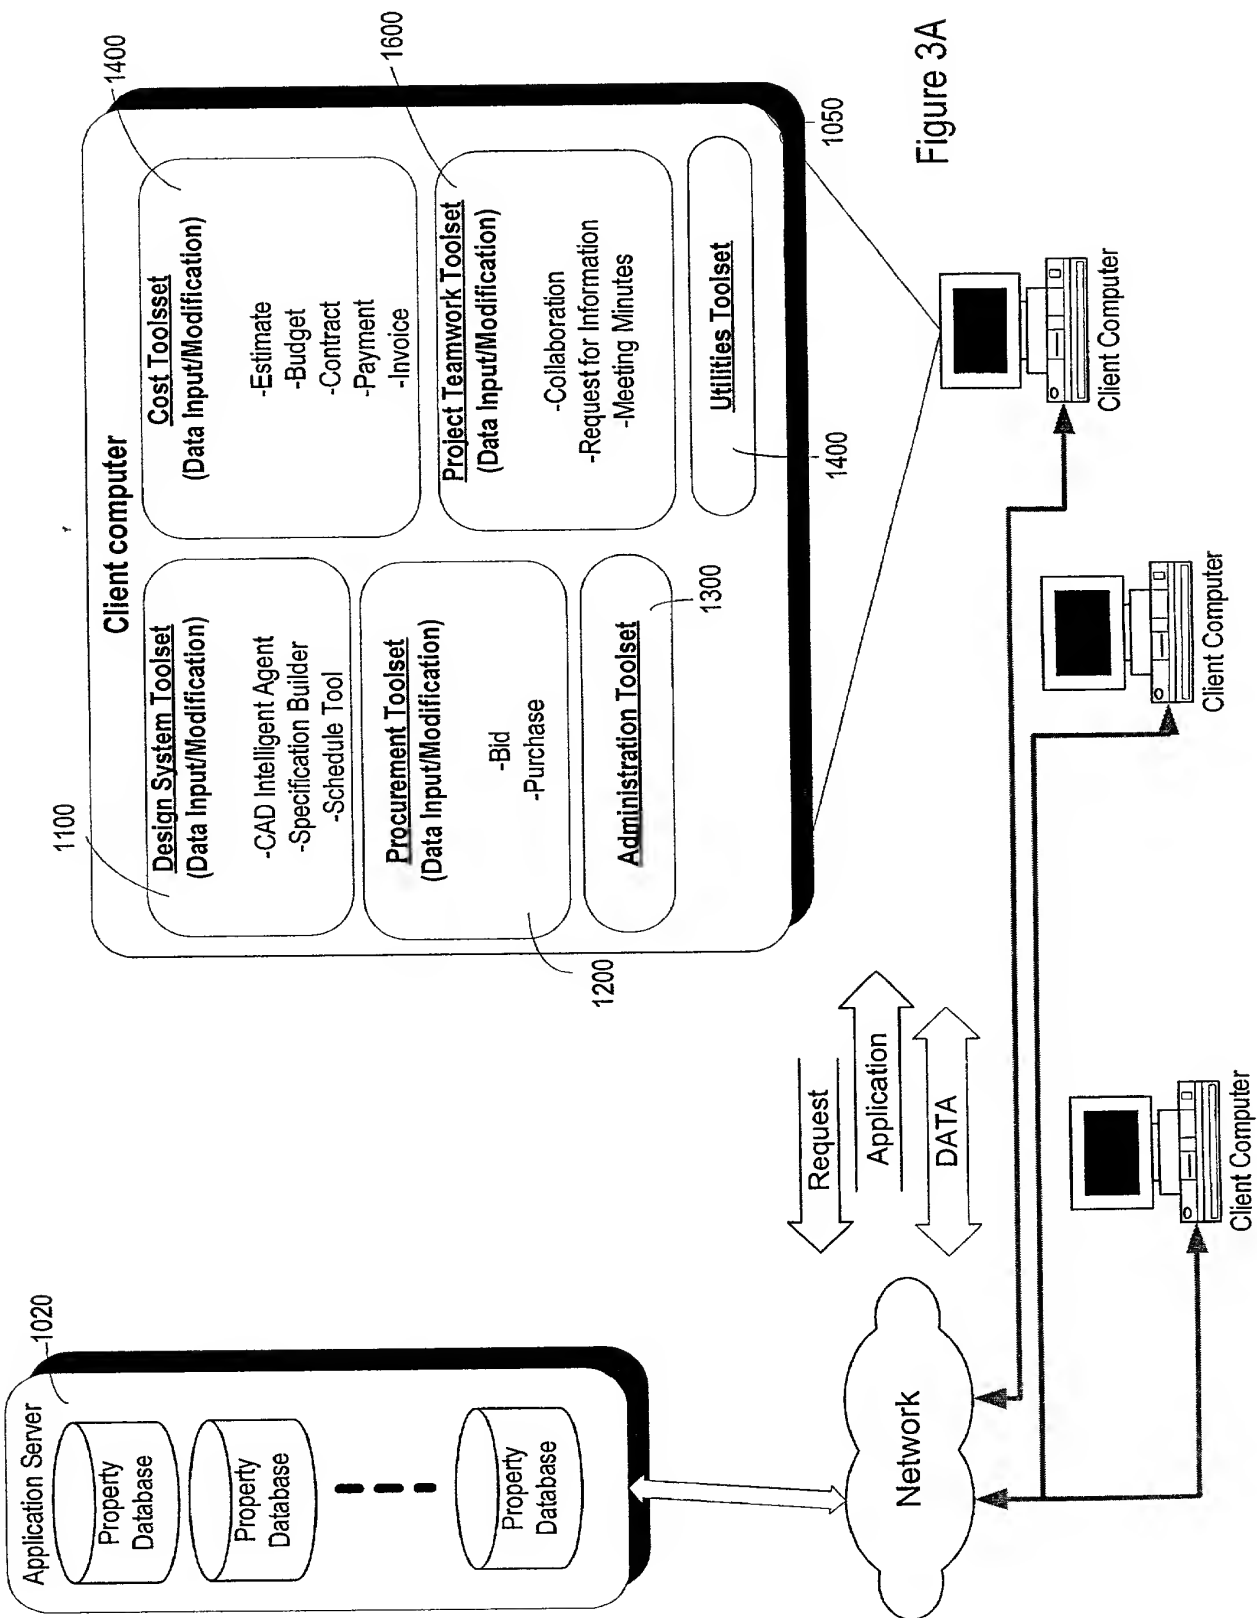 Application Server
1020
Property
Database
Property
Database
Property
Database
Network
Request
Application
DATA
Client computer
1100
Design System Toolset
(Data Input/Modification)
-CAD Intelligent Agent
-Specification Builder
-Schedule Tool
1200
Procurement Toolset
(Data Input/Modification)
-Bid
-Purchase
1300
Administration Toolset
1400
Cost Toolsset
(Data Input/Modification)
-Estimate
-Budget
-Contract
-Payment
-Invoice
1600
Project Teamwork Toolset
(Data Input/Modification)
-Collaboration
-Request for Information
-Meeting Minutes
1400
Utilities Toolset
1050
Client Computer
Client Computer
Client Computer
Figure 3A